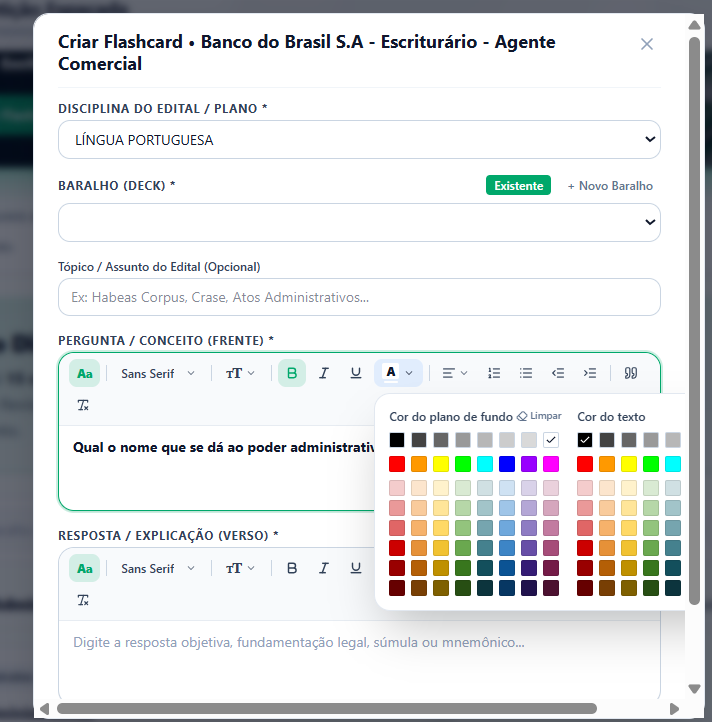 Criar Flashcard • Banco do Brasil S.A - Escriturário - Agente
Comercial
DISCIPLINA DO EDITAL / PLANO *
LÍNGUA PORTUGUESA
BARALHO (DECK) *
Existente
+ Novo Baralho
Tópico / Assunto do Edital (Opcional)
Ex: Habeas Corpus, Crase, Atos Administrativos...
PERGUNTA / CONCEITO (FRENTE) *
Aa Sans Serif TT B I U A
Cor do plano de fundo Limpar Cor do texto
Qual o nome que se dá ao poder administrativ
RESPOSTA / EXPLICAÇÃO (VERSO) *
Aa Sans Serif TT B I U
Digite a resposta objetiva, fundamentação legal, súmula ou mnemônico...